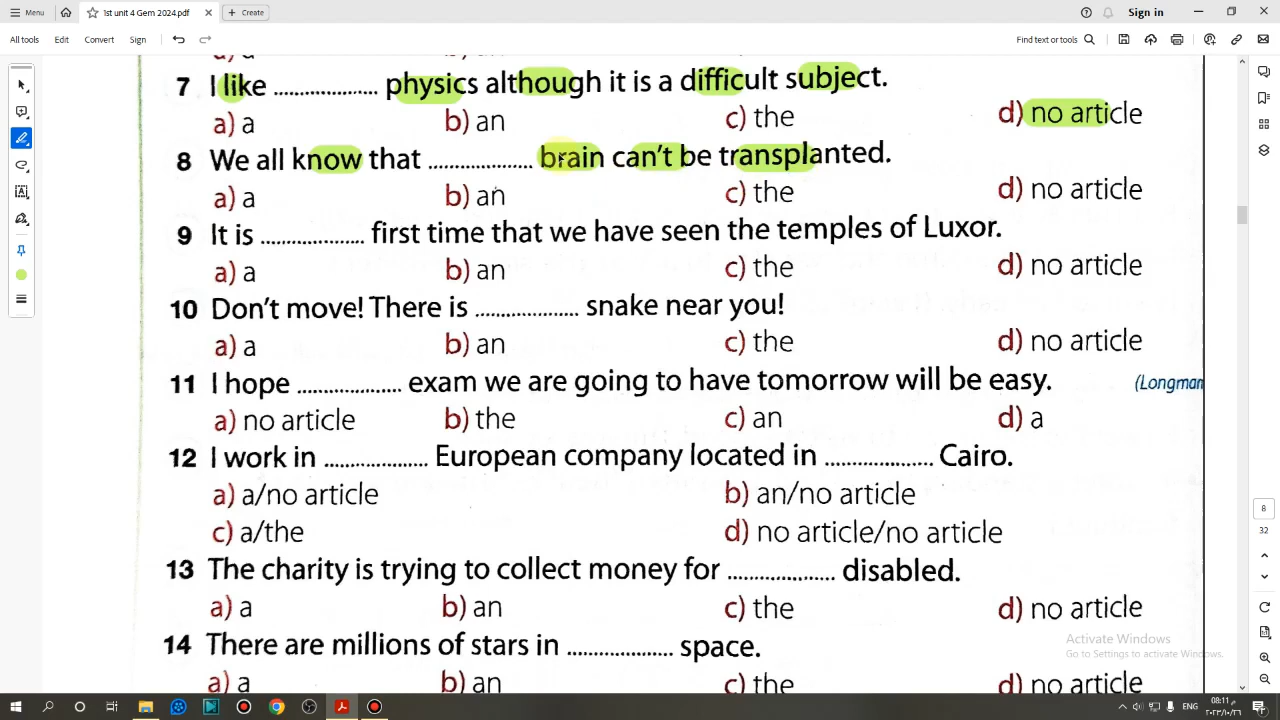 Menu
1st unit 4 Gem 2024.pdf
Create
Sign in
All tools Edit Convert Sign
Find text or tools
7 I like .................... physics although it is a difficult subject.
a) a b) an c) the d) no article
8 We all know that .................... brain can't be transplanted.
a) a b) an c) the d) no article
9 It is .................... first time that we have seen the temples of Luxor.
a) a b) an c) the d) no article
10 Don't move! There is .................... snake near you!
a) a b) an c) the d) no article
11 I hope .................... exam we are going to have tomorrow will be easy. (Longman
a) no article b) the c) an d) a
12 I work in .................... European company located in .................... Cairo.
a) a/no article b) an/no article
c) a/the d) no article/no article
13 The charity is trying to collect money for .................... disabled.
a) a b) an c) the d) no article
14 There are millions of stars in .................... space.
a) a b) an c) the d) no article
8
32
Activate Windows
Go to Settings to activate Windows.
ENG
08:11 م